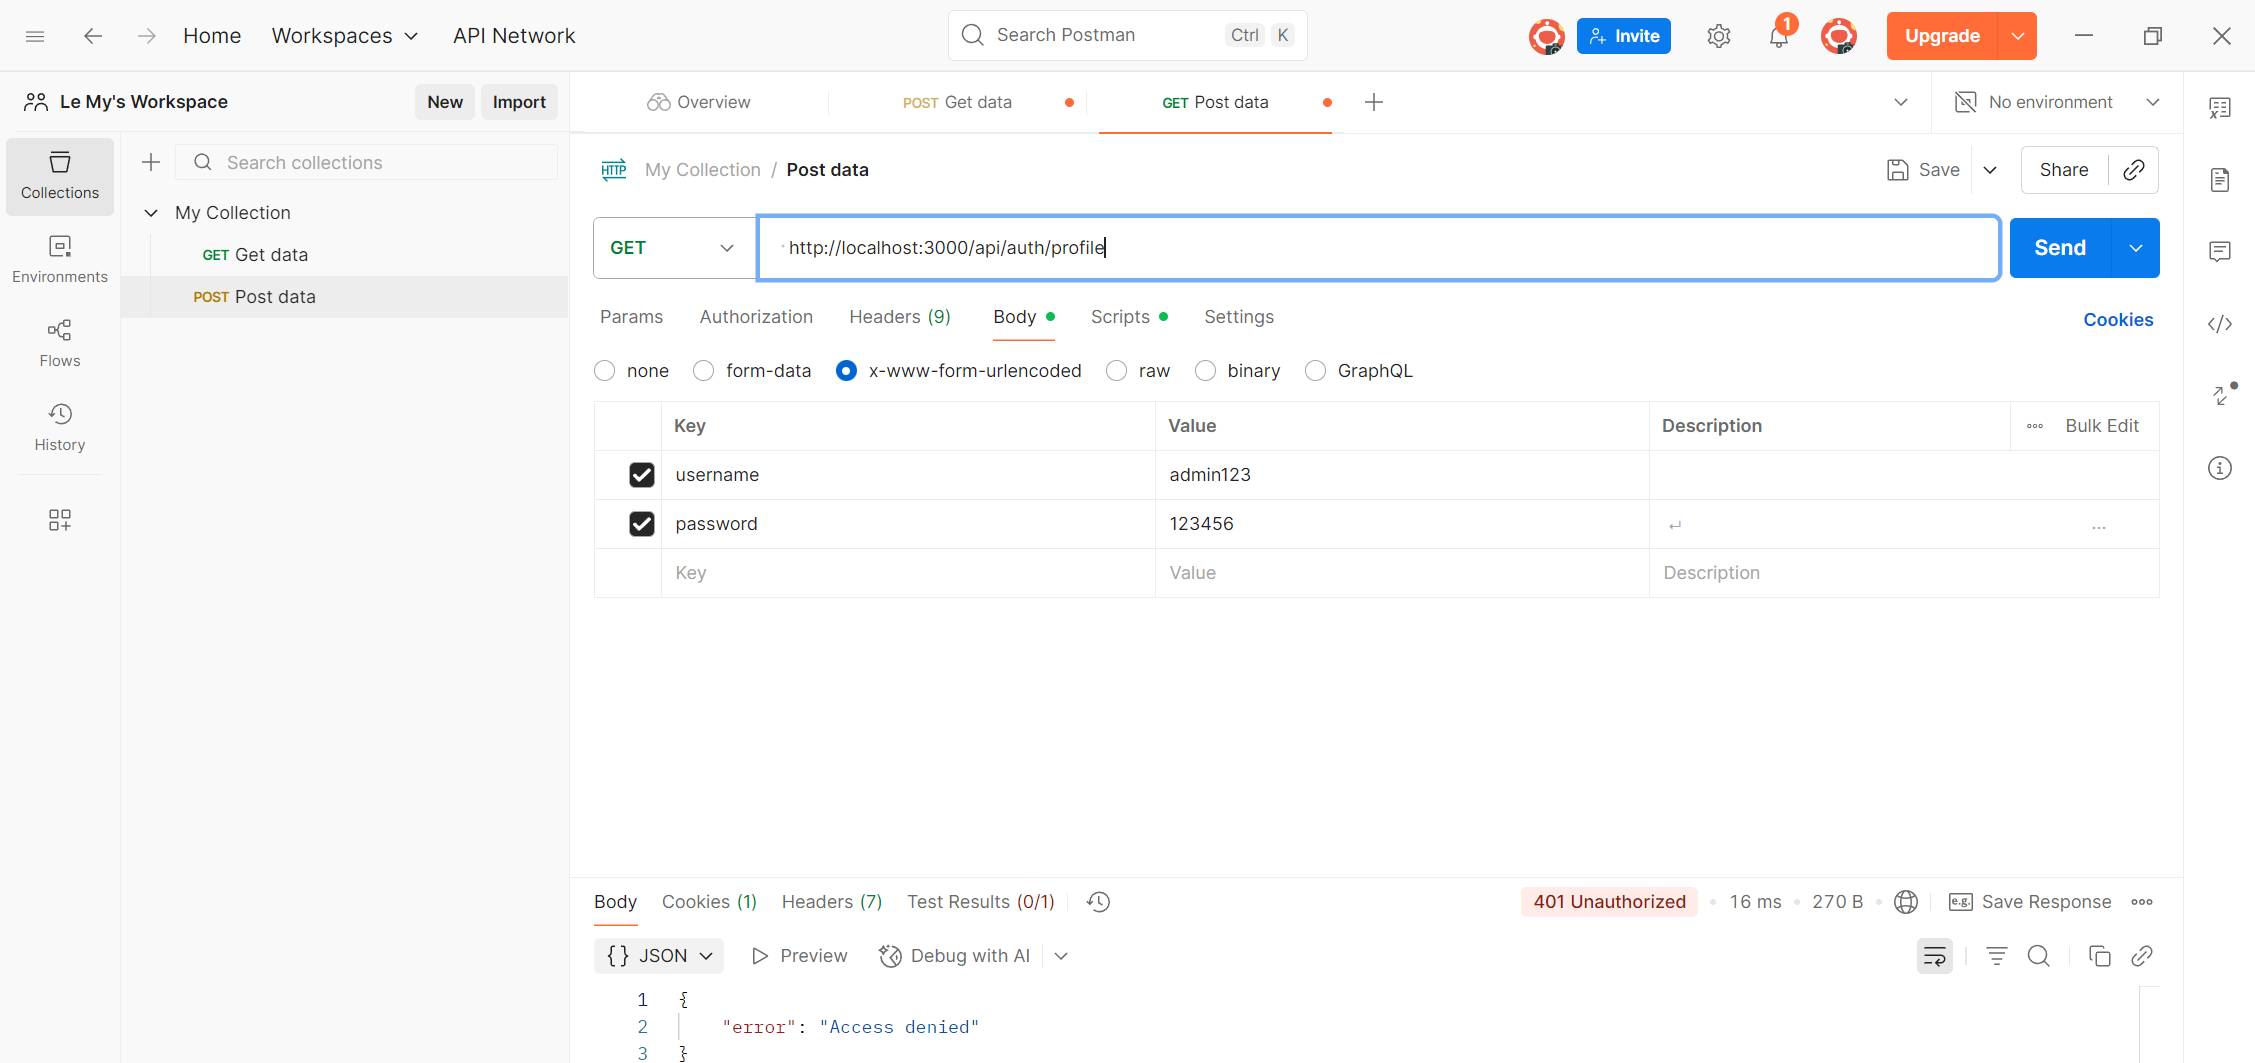 Home Workspaces API Network Search Postman Ctrl K Invite 1 Upgrade
Le My's Workspace New Import
Overview POST Get data GET Post data No environment
Collections
Environments
Flows
History
Search collections
My Collection
GET Get data
POST Post data
HTTP My Collection / Post data Save Share
GET http://localhost:3000/api/auth/profile Send
Params Authorization Headers (9) Body Scripts Settings Cookies
none form-data x-www-form-urlencoded raw binary GraphQL
Key Value Description Bulk Edit
username admin123
password 123456
Key Value Description
Body Cookies (1) Headers (7) Test Results (0/1) 401 Unauthorized • 16 ms • 270 B • e.g. Save Response
{} JSON Preview Debug with AI
1 {
2 "error": "Access denied"
3 }